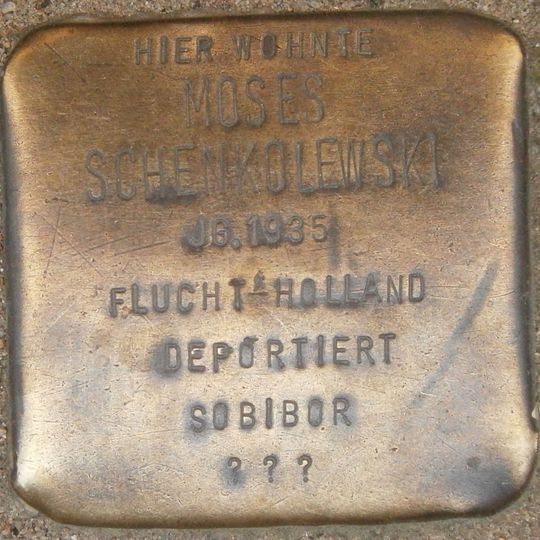 HIER WOHNTE
MOSES
SCHENKOLEWSKI
JG.1935
FLUCHT-HOLLAND
DEPORTIERT
SOBIBOR
???